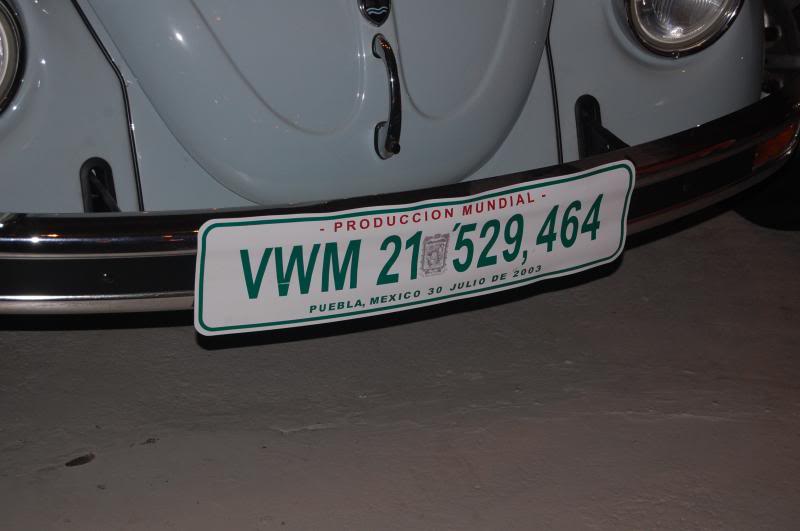 - PRODUCCION MUNDIAL -
VWM 21 ´529, 464
PUEBLA, MEXICO 30 JULIO DE 2003